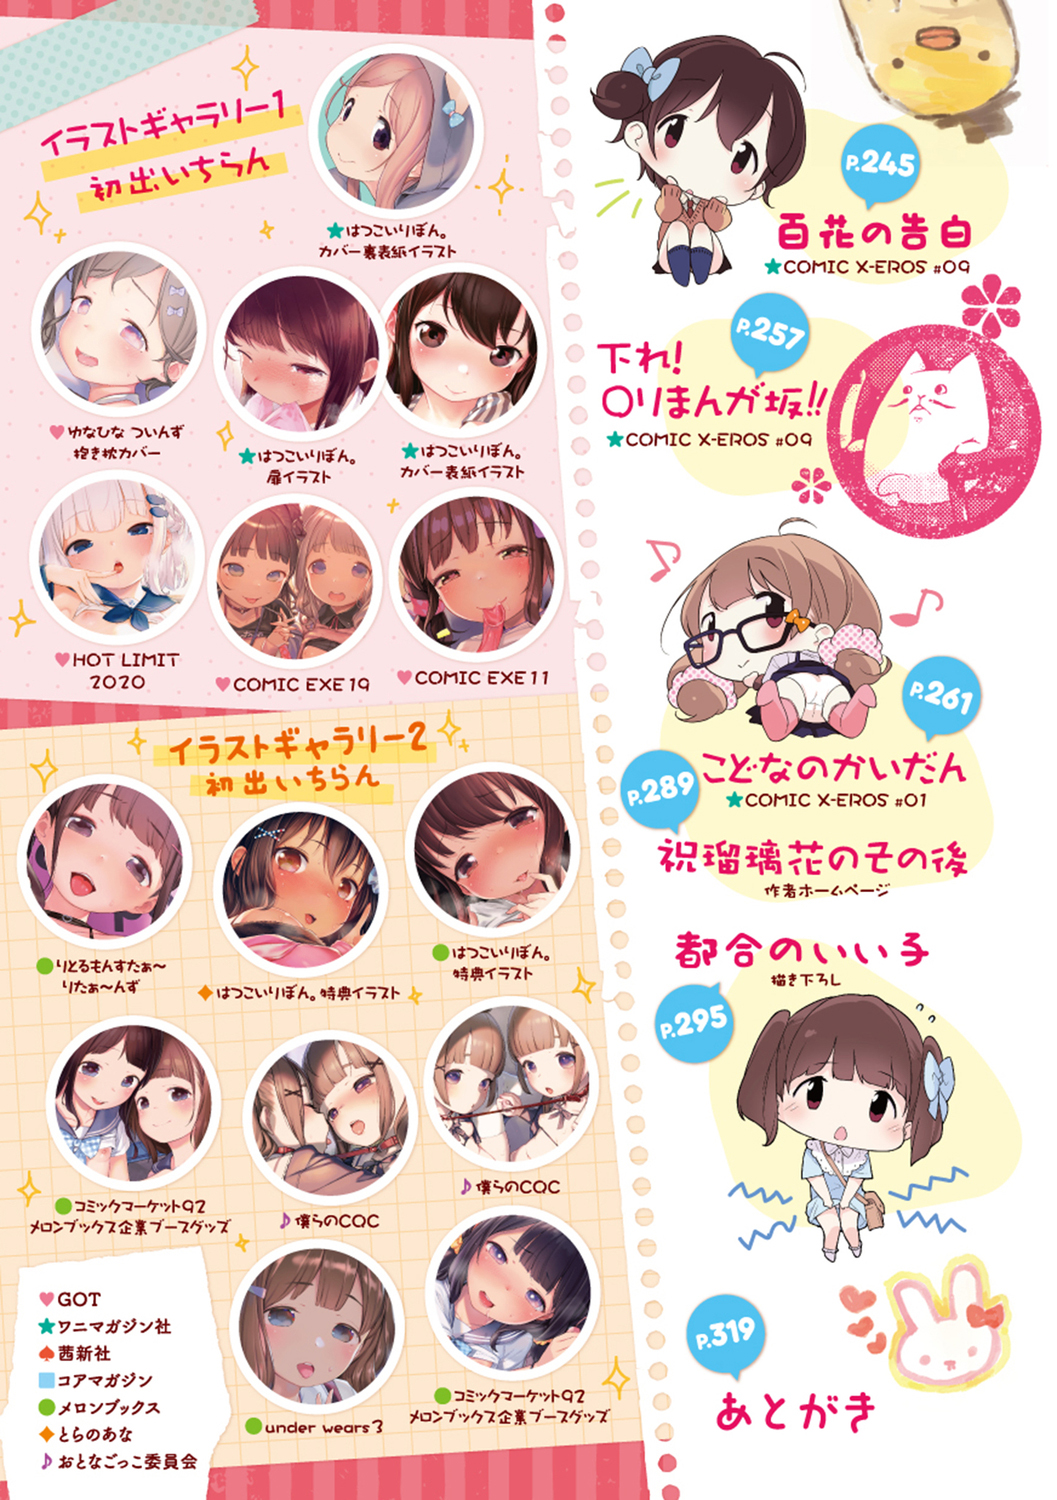 イラストギャラリー1
初出いちらん
★はつこいりぼん。
カバー裏表紙イラスト
♥ゆなひな ついんず
抱き枕カバー
★はつこいりぼん。
扉イラスト
★はつこいりぼん。
カバー表紙イラスト
♥HOT LIMIT
2020
♥COMIC EXE 19
♥COMIC EXE 11
イラストギャラリー2
初出いちらん
●りとるもんすたぁ〜
りたぁ〜んず
◆はつこいりぼん。特典イラスト
●はつこいりぼん。
特典イラスト
●コミックマーケット92
メロンブックス企業ブースグッズ
♪僕らのCQC
♪僕らのCQC
●under wears 3
●コミックマーケット92
メロンブックス企業ブースグッズ
♥GOT
★ワニマガジン社
♠茜新社
■コアマガジン
●メロンブックス
◆とらのあな
♪おとなごっこ委員会
P.245
百花の告白
★COMIC X-EROS #09
P.257
下れ!
〇リまんが坂!!
★COMIC X-EROS #09
P.261
ことなのかいだん
★COMIC X-EROS #01
P.289
祝瑠璃花のその後
作者ホームページ
都合のいい子
描き下ろし
P.295
P.319
あとがき